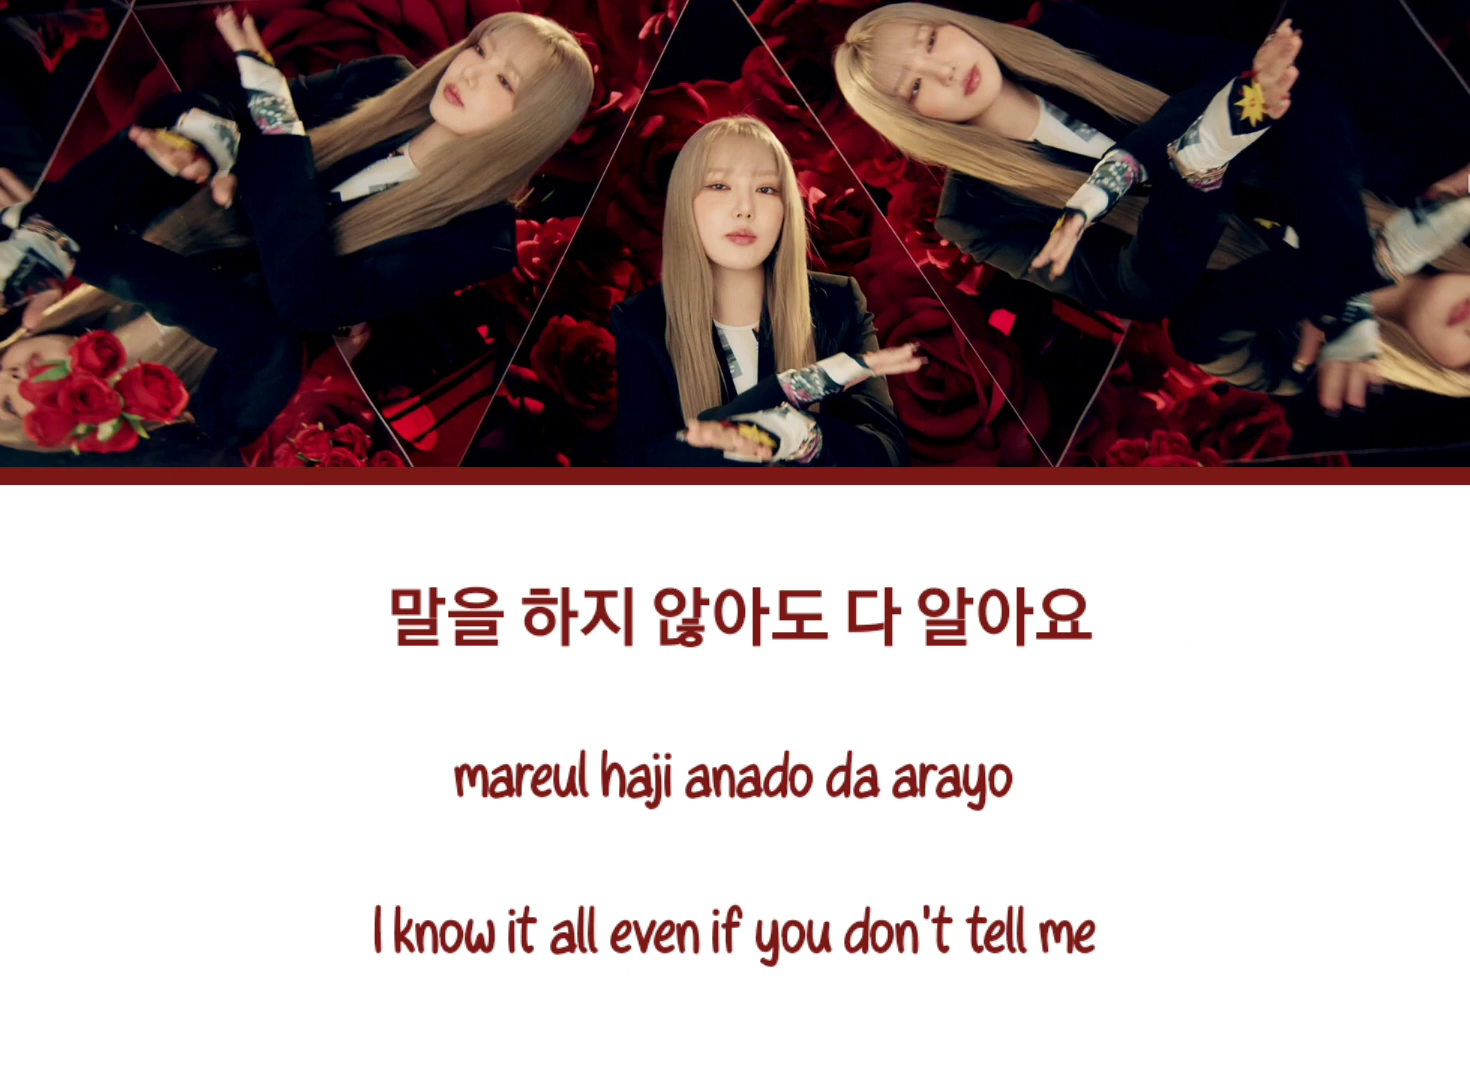 말을 하지 않아도 다 알아요
mareul haji anado da arayo
I know it all even if you don't tell me